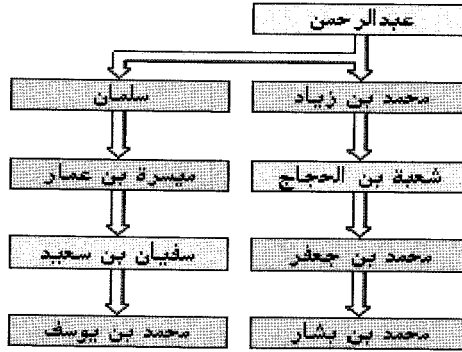 عبدالرحمن
محمد بن زياد
سلمان
شعبة بن الحجاج
ميسرة بن عمار
محمد بن جعفر
سفيان بن سعيد
محمد بن بشار
محمد بن يوسف